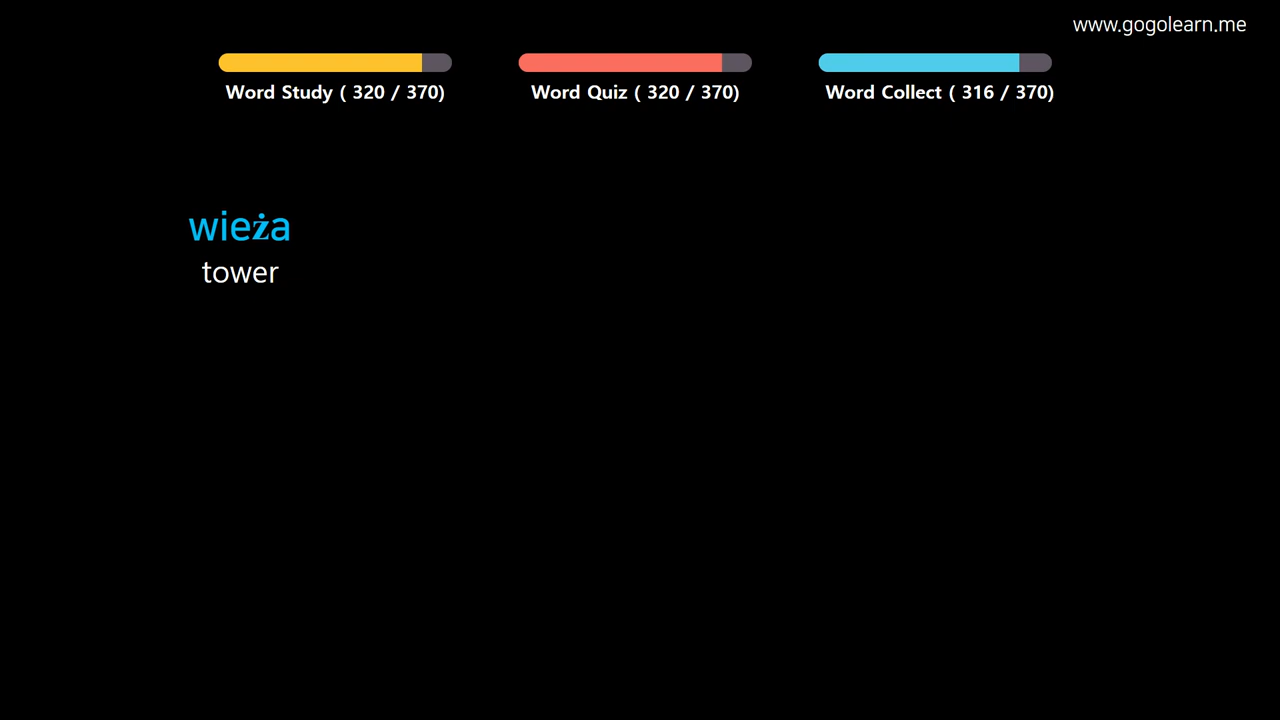 www.gogolearn.me
Word Study ( 320 / 370)
Word Quiz ( 320 / 370)
Word Collect ( 316 / 370)
wieża
tower